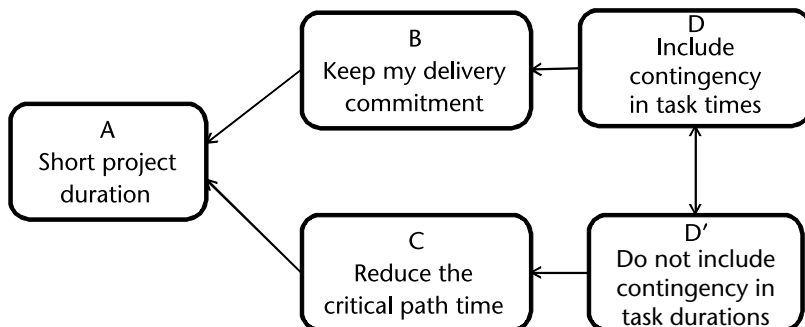 A
Short project
duration
B
Keep my delivery
commitment
C
Reduce the
critical path time
D
Include
contingency
in task times
D′
Do not include
contingency in
task durations